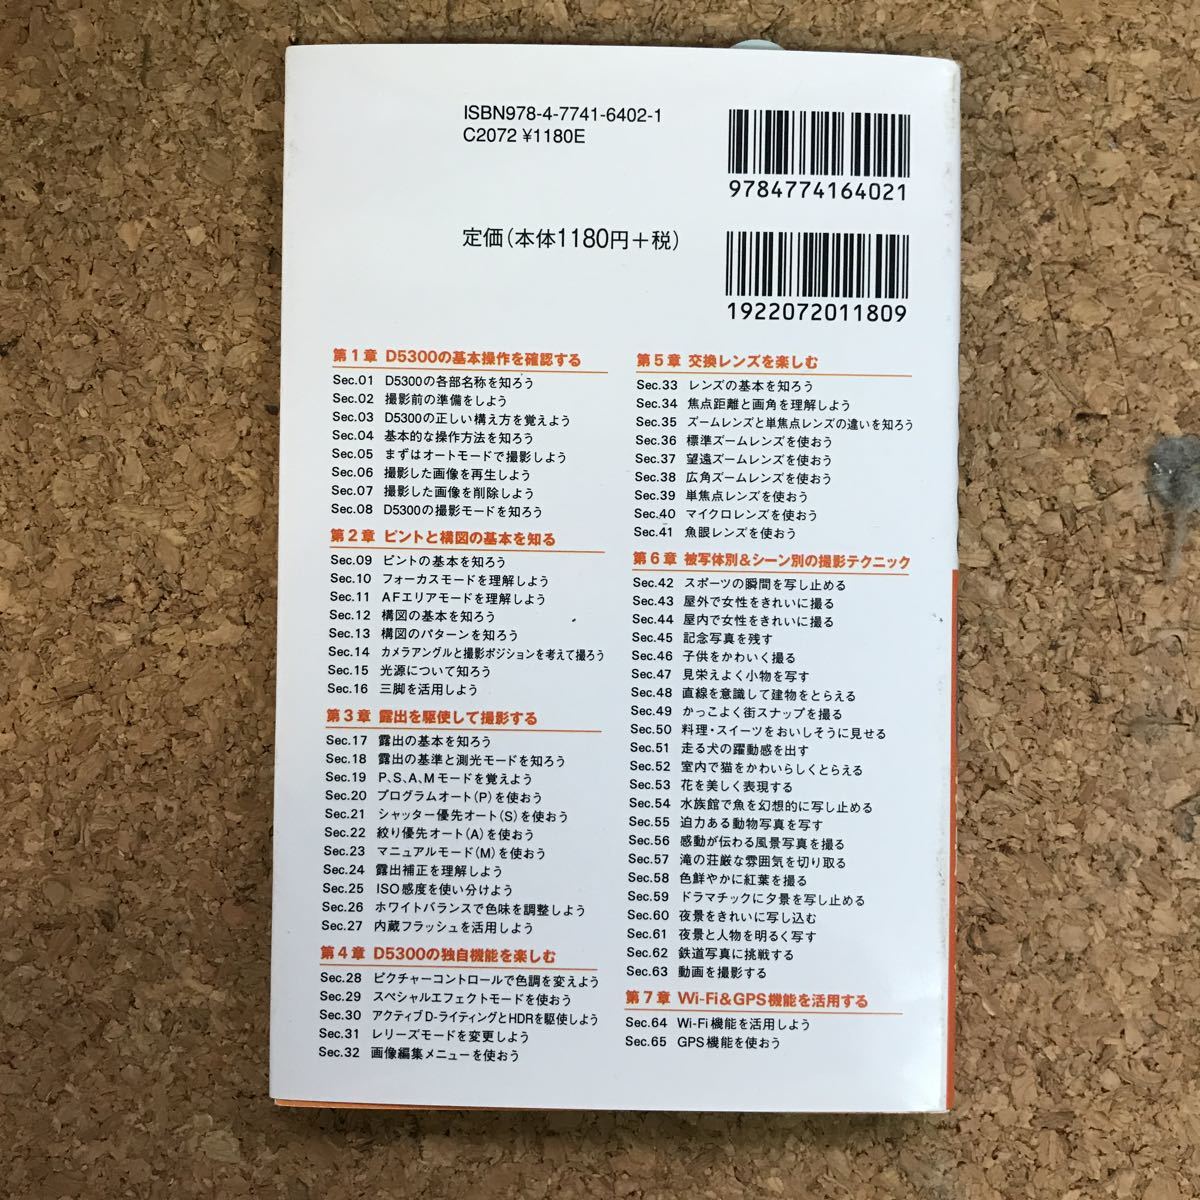 ISBN978-4-7741-6402-1
C2072 ¥1180E
9784774164021
定価(本体1180円+税)
1922072011809
第1章 D5300の基本操作を確認する
Sec.01 D5300の各部名称を知ろう
Sec.02 撮影前の準備をしよう
Sec.03 D5300の正しい構え方を覚えよう
Sec.04 基本的な操作方法を知ろう
Sec.05 まずはオートモードで撮影しよう
Sec.06 撮影した画像を再生しよう
Sec.07 撮影した画像を削除しよう
Sec.08 D5300の撮影モードを知ろう
第2章 ピントと構図の基本を知る
Sec.09 ピントの基本を知ろう
Sec.10 フォーカスモードを理解しよう
Sec.11 AFエリアモードを理解しよう
Sec.12 構図の基本を知ろう
Sec.13 構図のパターンを知ろう
Sec.14 カメラアングルと撮影ポジションを考えて撮ろう
Sec.15 光源について知ろう
Sec.16 三脚を活用しよう
第3章 露出を駆使して撮影する
Sec.17 露出の基本を知ろう
Sec.18 露出の基準と測光モードを知ろう
Sec.19 P、S、A、Mモードを覚えよう
Sec.20 プログラムオート(P)を使おう
Sec.21 シャッター優先オート(S)を使おう
Sec.22 絞り優先オート(A)を使おう
Sec.23 マニュアルモード(M)を使おう
Sec.24 露出補正を理解しよう
Sec.25 ISO感度を使い分けよう
Sec.26 ホワイトバランスで色味を調整しよう
Sec.27 内蔵フラッシュを活用しよう
第4章 D5300の独自機能を楽しむ
Sec.28 ピクチャーコントロールで色調を変えよう
Sec.29 スペシャルエフェクトモードを使おう
Sec.30 アクティブD-ライティングとHDRを駆使しよう
Sec.31 レリーズモードを変更しよう
Sec.32 画像編集メニューを使おう
第5章 交換レンズを楽しむ
Sec.33 レンズの基本を知ろう
Sec.34 焦点距離と画角を理解しよう
Sec.35 ズームレンズと単焦点レンズの違いを知ろう
Sec.36 標準ズームレンズを使おう
Sec.37 望遠ズームレンズを使おう
Sec.38 広角ズームレンズを使おう
Sec.39 単焦点レンズを使おう
Sec.40 マイクロレンズを使おう
Sec.41 魚眼レンズを使おう
第6章 被写体別&シーン別の撮影テクニック
Sec.42 スポーツの瞬間を写し止める
Sec.43 屋外で女性をきれいに撮る
Sec.44 屋内で女性をきれいに撮る
Sec.45 記念写真を残す
Sec.46 子供をかわいく撮る
Sec.47 見栄えよく小物を写す
Sec.48 直線を意識して建物をとらえる
Sec.49 かっこよく街スナップを撮る
Sec.50 料理・スイーツをおいしそうに見せる
Sec.51 走る犬の躍動感を出す
Sec.52 室内で猫をかわいらしくとらえる
Sec.53 花を美しく表現する
Sec.54 水族館で魚を幻想的に写し止める
Sec.55 迫力ある動物写真を写す
Sec.56 感動が伝わる風景写真を撮る
Sec.57 滝の荘厳な雰囲気を切り取る
Sec.58 色鮮やかに紅葉を撮る
Sec.59 ドラマチックに夕景を写し止める
Sec.60 夜景をきれいに写し込む
Sec.61 夜景と人物を明るく写す
Sec.62 鉄道写真に挑戦する
Sec.63 動画を撮影する
第7章 Wi-Fi&GPS機能を活用する
Sec.64 Wi-Fi機能を活用しよう
Sec.65 GPS機能を使おう